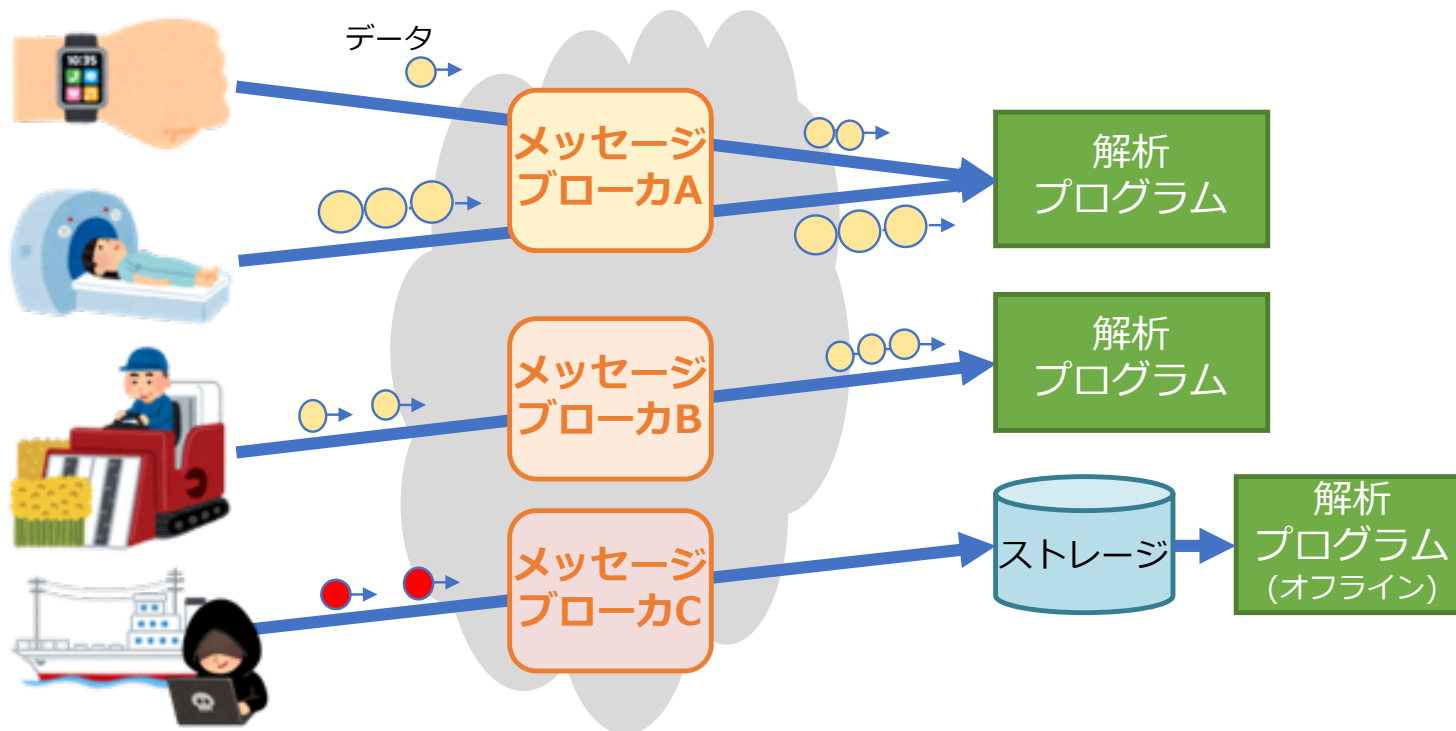 10:35
データ
メッセージ
ブローカA
解析
プログラム
メッセージ
ブローカB
解析
プログラム
メッセージ
ブローカC
ストレージ
解析
プログラム
(オフライン)